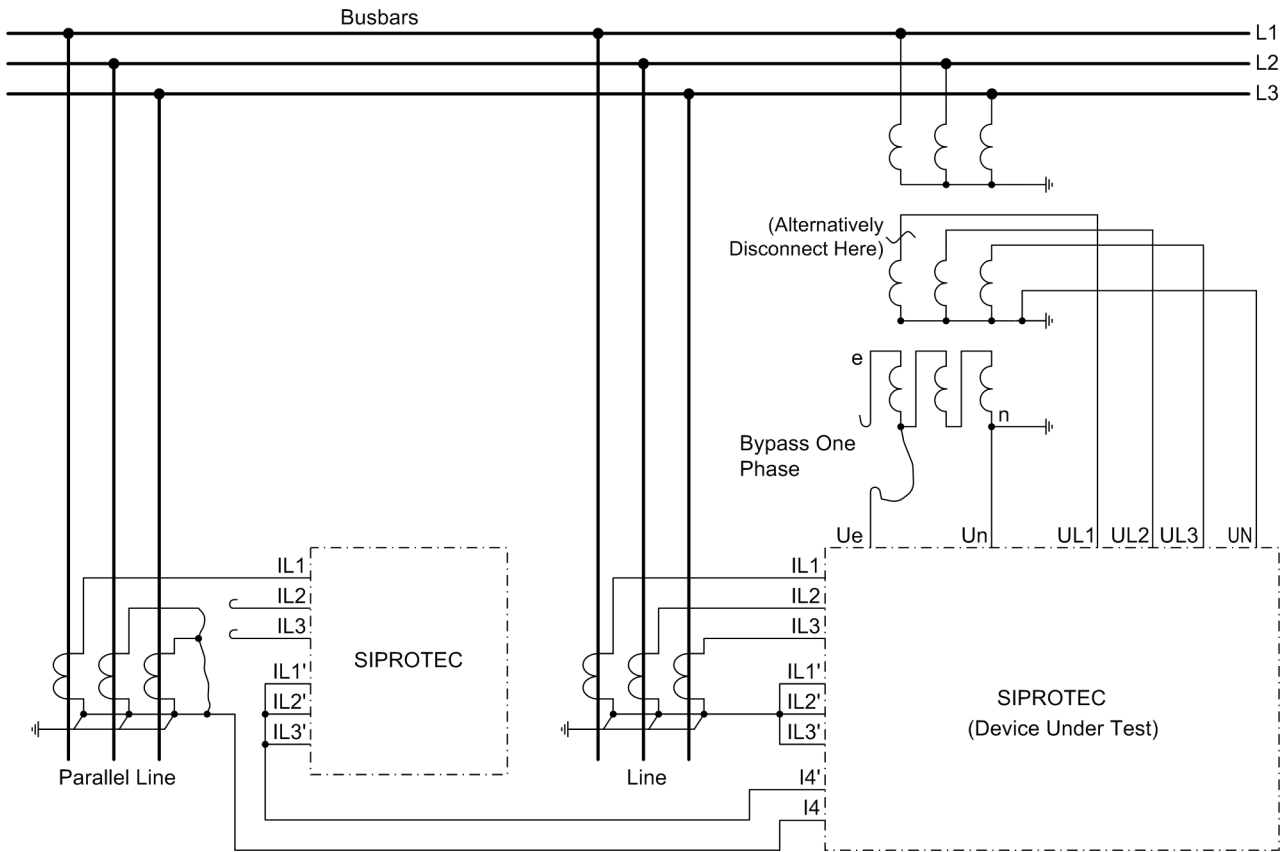 Busbars
L1
L2
L3
(Alternatively
Disconnect Here)
e
n
Bypass One
Phase
Ue
Un
UL1
UL2
UL3
UN
IL1
IL2
IL3
IL1'
IL2'
IL3'
SIPROTEC
IL1
IL2
IL3
IL1'
IL2'
IL3'
I4'
I4
SIPROTEC
(Device Under Test)
Parallel Line
Line